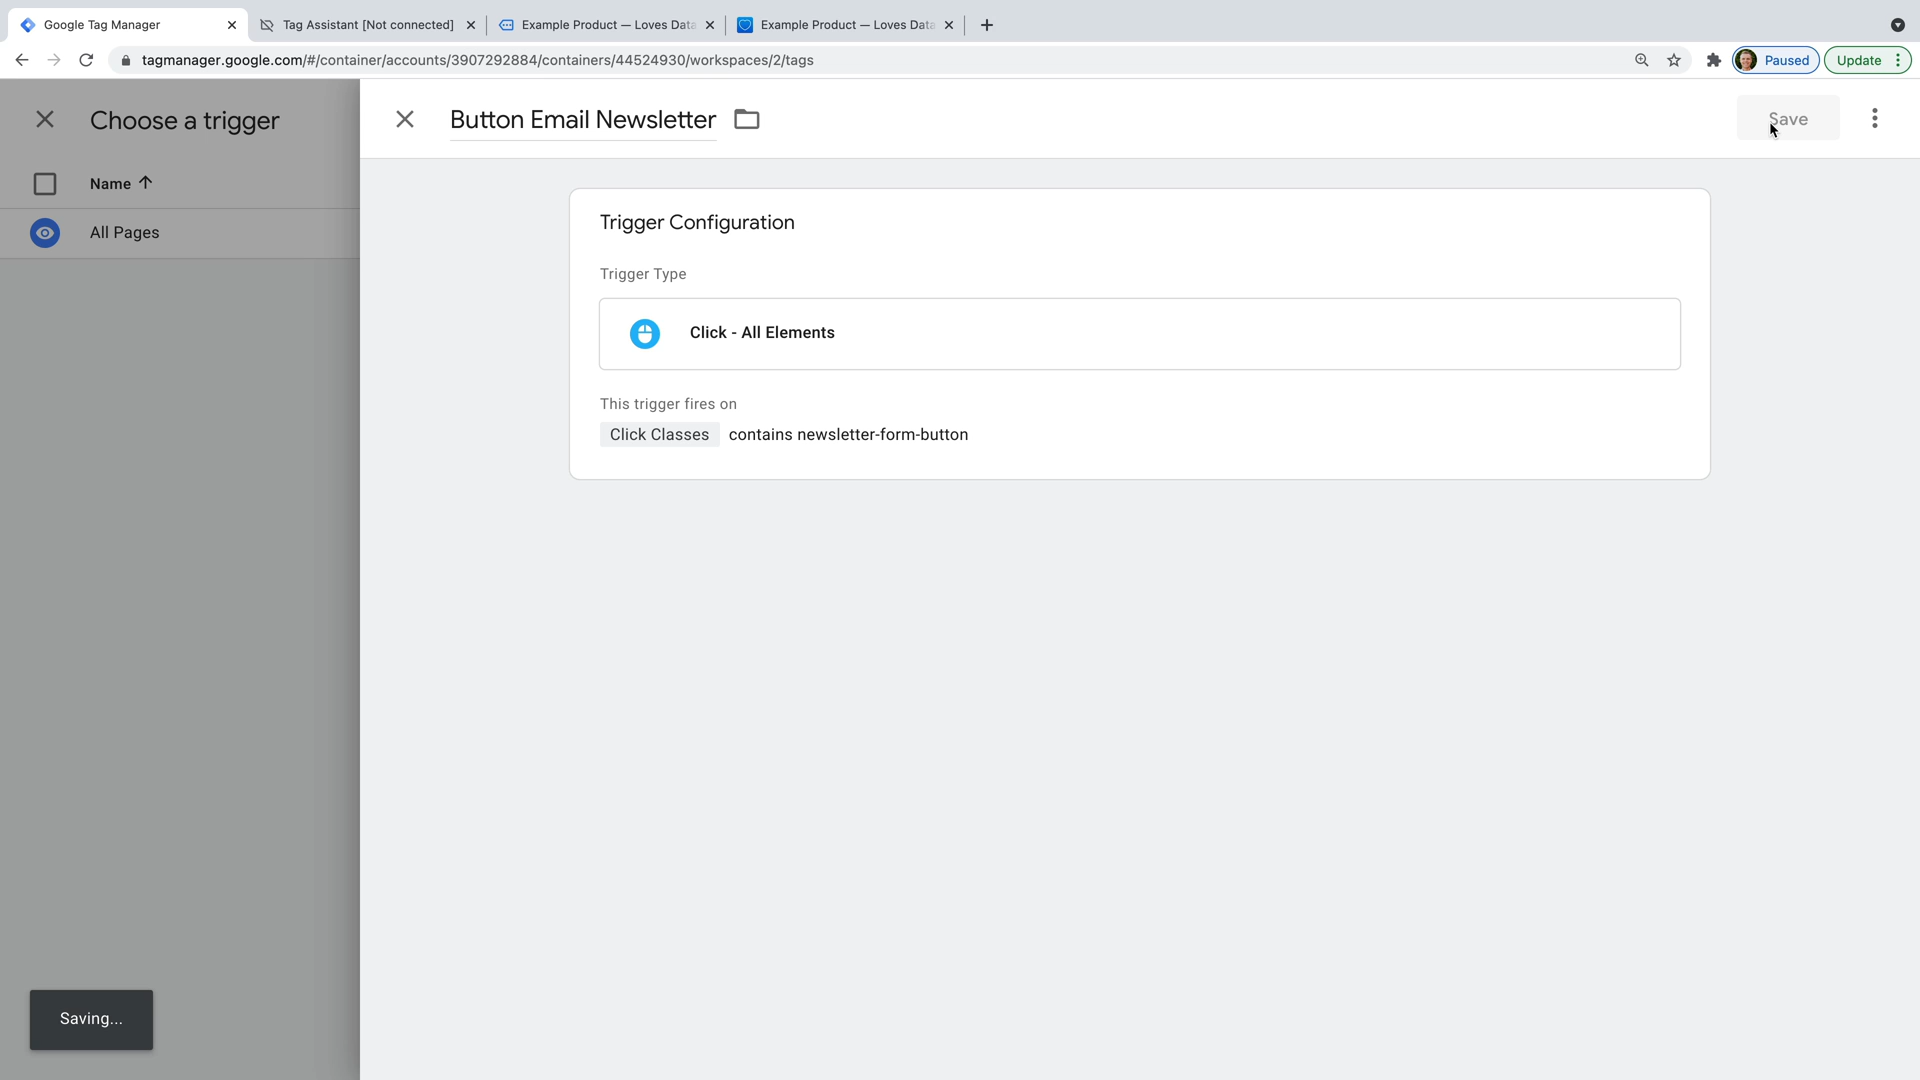 Google Tag Manager
Tag Assistant [Not connected]
Example Product — Loves Data
Example Product — Loves Data
tagmanager.google.com/#/container/accounts/3907292884/containers/44524930/workspaces/2/tags
Paused
Update
Choose a trigger
Button Email Newsletter
Save
Name
All Pages
Trigger Configuration
Trigger Type
Click - All Elements
This trigger fires on
Click Classes contains newsletter-form-button
Saving...